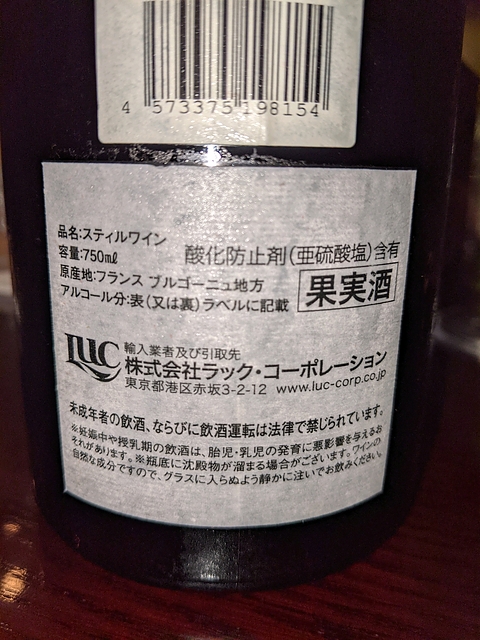 4 573375 198154
品名:スティルワイン
容量:750mℓ 酸化防止剤(亜硫酸塩)含有
原産地:フランス ブルゴーニュ地方
アルコール分:表(又は裏)ラベルに記載
果実酒
LUC
輸入業者及び引取先
株式会社ラック・コーポレーション
東京都港区赤坂3-2-12 www.luc-corp.co.jp
未成年者の飲酒、ならびに飲酒運転は法律で禁じられています。
※妊娠中や授乳期の飲酒は、胎児・乳児の発育に悪影響を与えるお
それがあります。※瓶底に沈殿物が溜まる場合がございます。ワインの
自然な成分ですので、グラスに入らぬよう静かに注いでお飲みください。